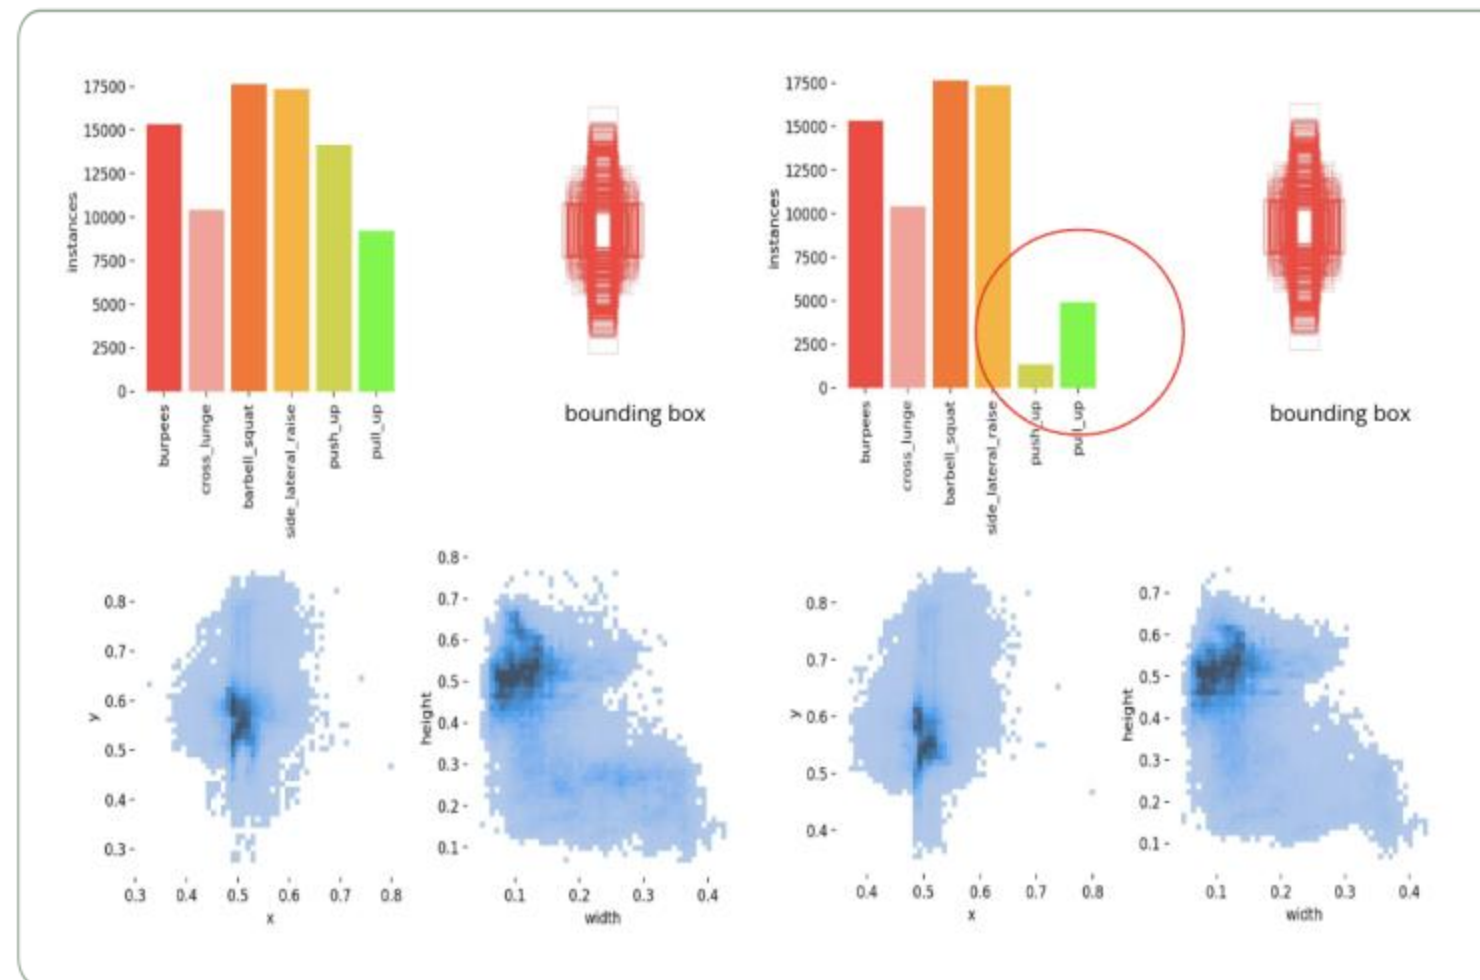 17500
15000
12500
10000
7500
5000
2500
0
instances
burpees
cross_lunge
barbell_squat
side_lateral_raise
push_up
pull_up
bounding box
17500
15000
12500
10000
7500
5000
2500
0
instances
burpees
cross_lunge
barbell_squat
side_lateral_raise
push_up
pull_up
bounding box
0.8
0.7
0.6
0.5
0.4
0.3
y
0.3 0.4 0.5 0.6 0.7 0.8
x
0.8
0.7
0.6
0.5
0.4
0.3
0.2
0.1
height
0.1 0.2 0.3 0.4
width
0.8
0.7
0.6
0.5
0.4
y
0.4 0.5 0.6 0.7 0.8
x
0.7
0.6
0.5
0.4
0.3
0.2
0.1
height
0.1 0.2 0.3 0.4
width